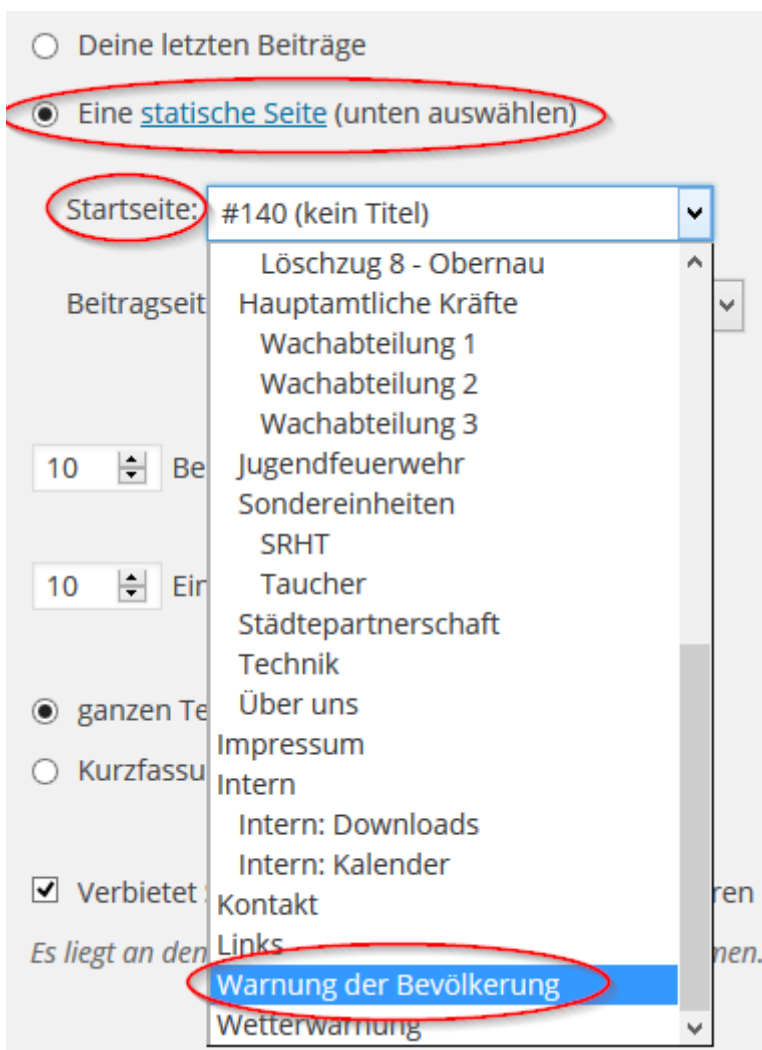 Deine letzten Beiträge
Eine statische Seite (unten auswählen)
Startseite: #140 (kein Titel)
Löschzug 8 - Obernau
Beitragseit
Hauptamtliche Kräfte
Wachabteilung 1
Wachabteilung 2
Wachabteilung 3
10 Be
Jugendfeuerwehr
Sondereinheiten
SRHT
10 Ein
Taucher
Städtepartnerschaft
Technik
ganzen Te
Über uns
Impressum
Kurzfassu
Intern
Intern: Downloads
Intern: Kalender
Verbietet ren
Kontakt
Es liegt an den men.
Links
Warnung der Bevölkerung
Wetterwarnung